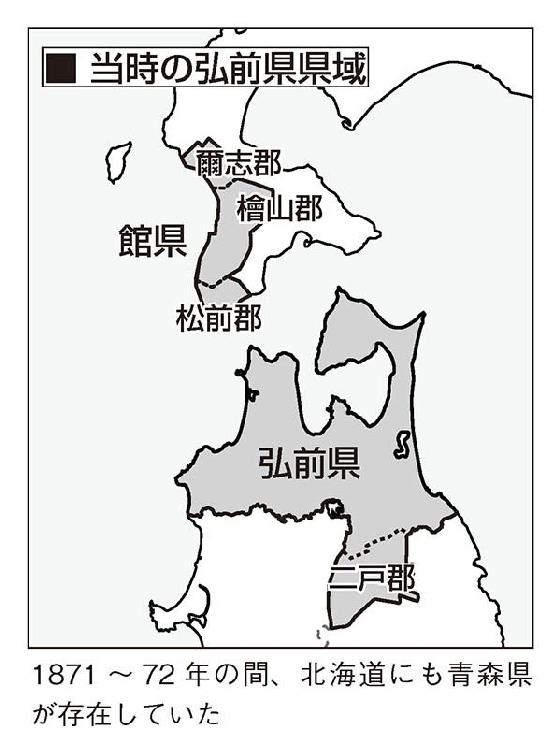 ■ 当時の弘前県県域
爾志郡
檜山郡
館県
松前郡
弘前県
二戸郡
1871 ～ 72 年の間、北海道にも青森県
が存在していた